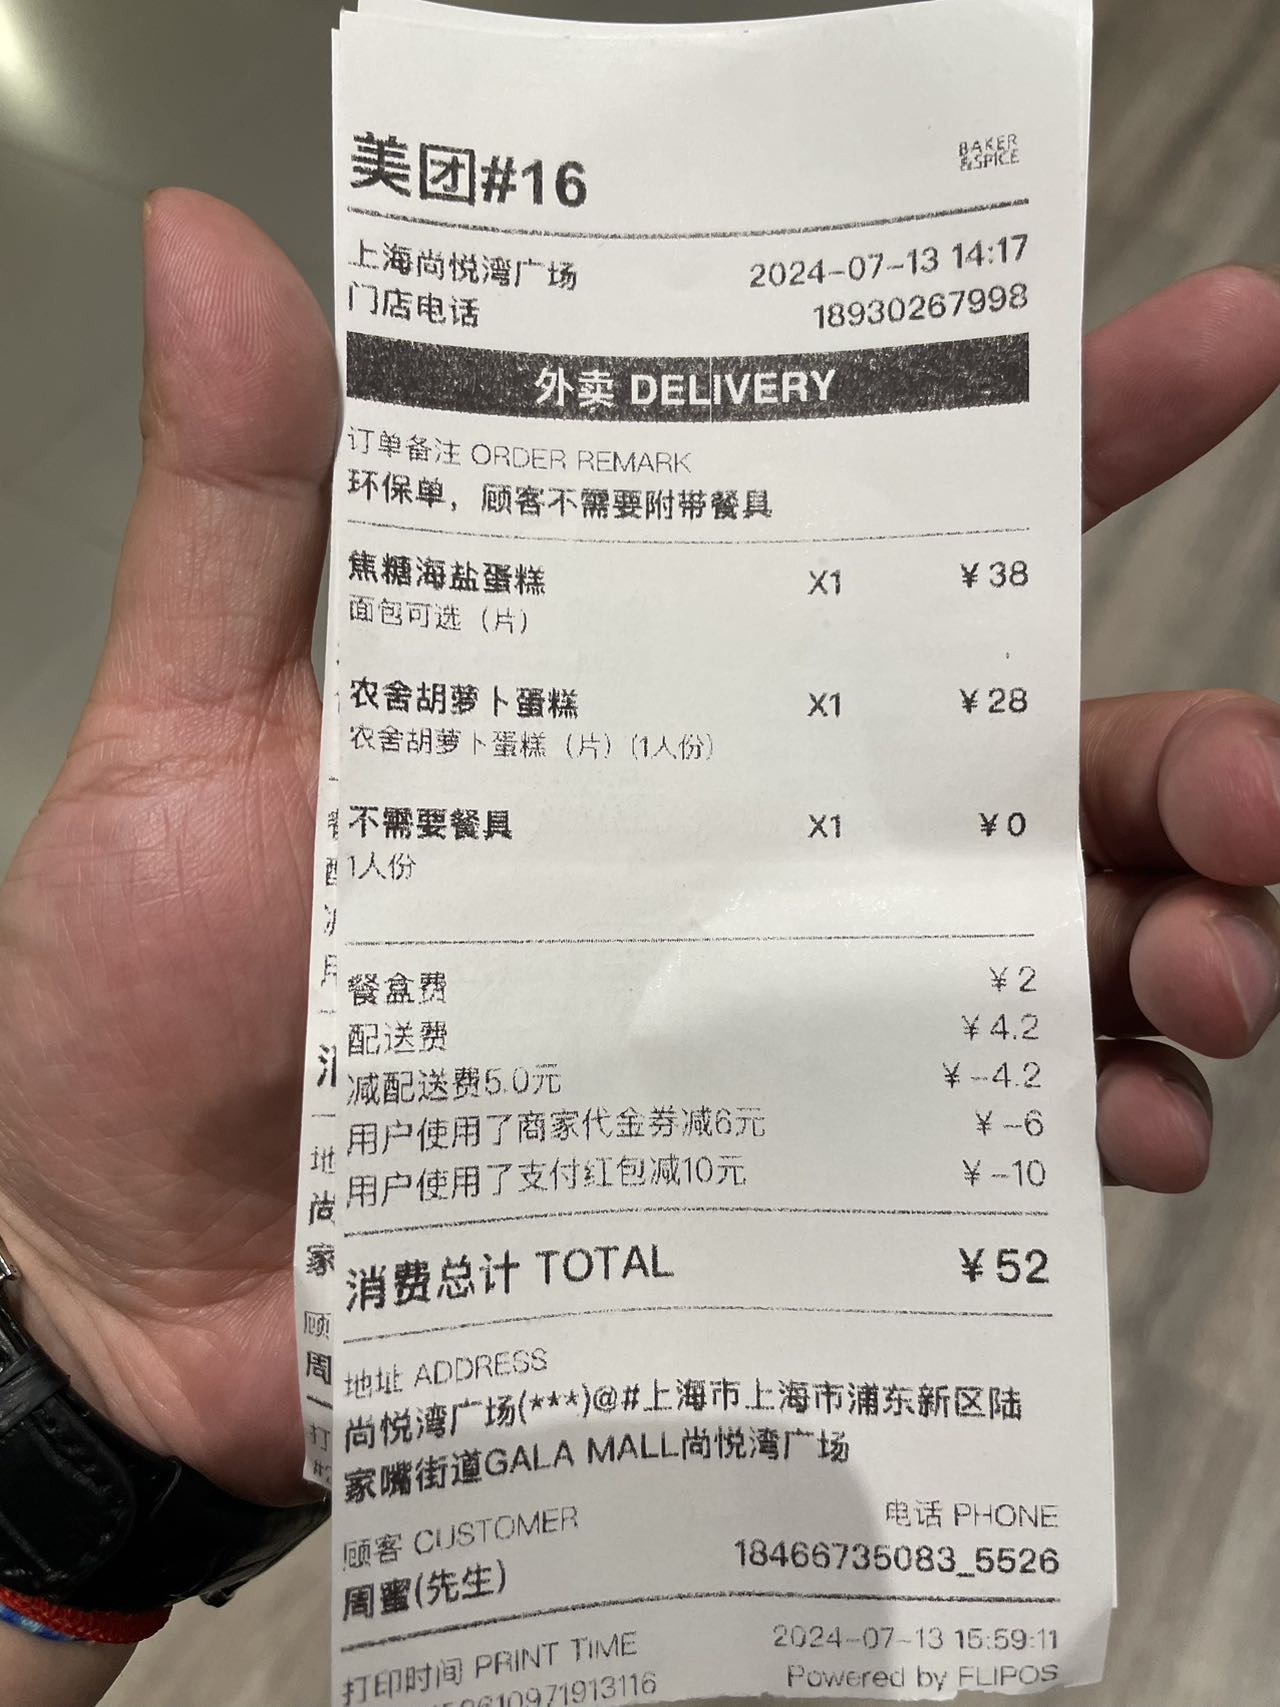 美团#16
BAKER
&SPICE
上海尚悦湾广场 2024-07-13 14:17
门店电话 18930267998
外卖 DELIVERY
订单备注 ORDER REMARK
环保单，顾客不需要附带餐具
焦糖海盐蛋糕 X1 ¥38
面包可选（片）
农舍胡萝卜蛋糕 X1 ¥28
农舍胡萝卜蛋糕（片）(1人份)
不需要餐具 X1 ¥0
1人份
餐盒费 ¥2
配送费 ¥4.2
减配送费5.0元 ¥-4.2
用户使用了商家代金券减6元 ¥-6
用户使用了支付红包减10元 ¥-10
消费总计 TOTAL ¥52
地址 ADDRESS
尚悦湾广场(***)@#上海市上海市浦东新区陆
家嘴街道GALA MALL尚悦湾广场
顾客 CUSTOMER 电话 PHONE
周蜜(先生) 18466735083_5526
打印时间 PRINT TIME 2024-07-13 15:59:11
Powered by FLIPOS